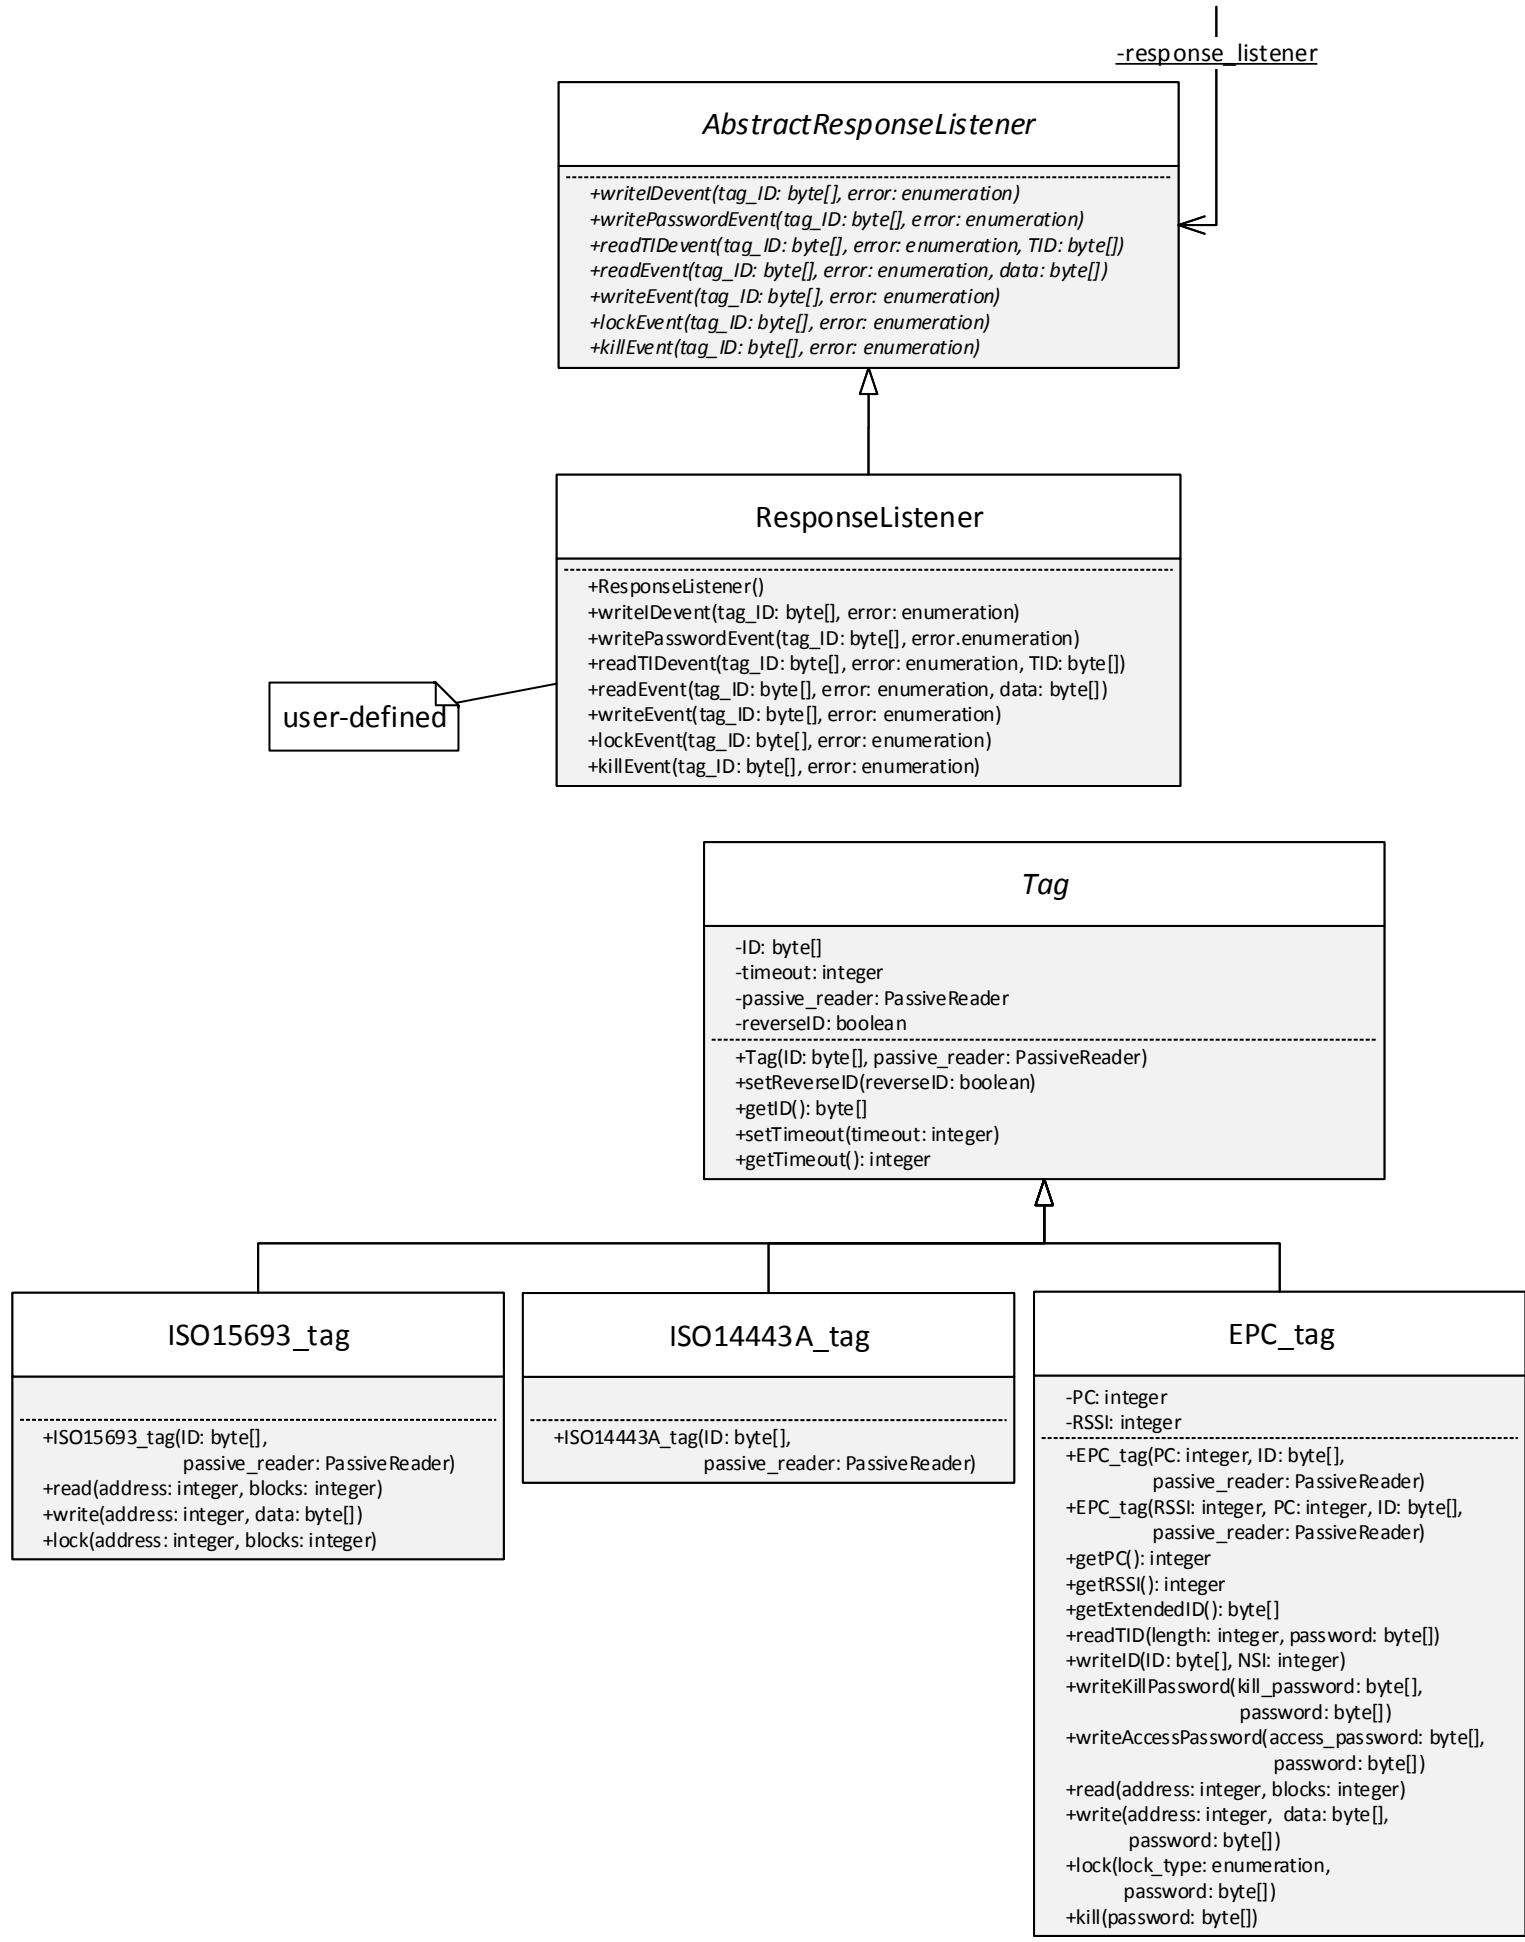 -response_listener
AbstractResponseListener
+writeIDevent(tag_ID: byte[], error: enumeration)
+writePasswordEvent(tag_ID: byte[], error: enumeration)
+readTIDevent(tag_ID: byte[], error: enumeration, TID: byte[])
+readEvent(tag_ID: byte[], error: enumeration, data: byte[])
+writeEvent(tag_ID: byte[], error: enumeration)
+lockEvent(tag_ID: byte[], error: enumeration)
+killEvent(tag_ID: byte[], error: enumeration)
ResponseListener
+ResponseListener()
+writeIDevent(tag_ID: byte[], error: enumeration)
+writePasswordEvent(tag_ID: byte[], error.enumeration)
+readTIDevent(tag_ID: byte[], error: enumeration, TID: byte[])
+readEvent(tag_ID: byte[], error: enumeration, data: byte[])
+writeEvent(tag_ID: byte[], error: enumeration)
+lockEvent(tag_ID: byte[], error: enumeration)
+killEvent(tag_ID: byte[], error: enumeration)
user-defined
Tag
-ID: byte[]
-timeout: integer
-passive_reader: PassiveReader
-reverseID: boolean
+Tag(ID: byte[], passive_reader: PassiveReader)
+setReverseID(reverseID: boolean)
+getID(): byte[]
+setTimeout(timeout: integer)
+getTimeout(): integer
ISO15693_tag
+ISO15693_tag(ID: byte[],
passive_reader: PassiveReader)
+read(address: integer, blocks: integer)
+write(address: integer, data: byte[])
+lock(address: integer, blocks: integer)
ISO14443A_tag
+ISO14443A_tag(ID: byte[],
passive_reader: PassiveReader)
EPC_tag
-PC: integer
-RSSI: integer
+EPC_tag(PC: integer, ID: byte[],
passive_reader: PassiveReader)
+EPC_tag(RSSI: integer, PC: integer, ID: byte[],
passive_reader: PassiveReader)
+getPC(): integer
+getRSSI(): integer
+getExtendedID(): byte[]
+readTID(length: integer, password: byte[])
+writeID(ID: byte[], NSI: integer)
+writeKillPassword(kill_password: byte[],
password: byte[])
+writeAccessPassword(access_password: byte[],
password: byte[])
+read(address: integer, blocks: integer)
+write(address: integer, data: byte[],
password: byte[])
+lock(lock_type: enumeration,
password: byte[])
+kill(password: byte[])